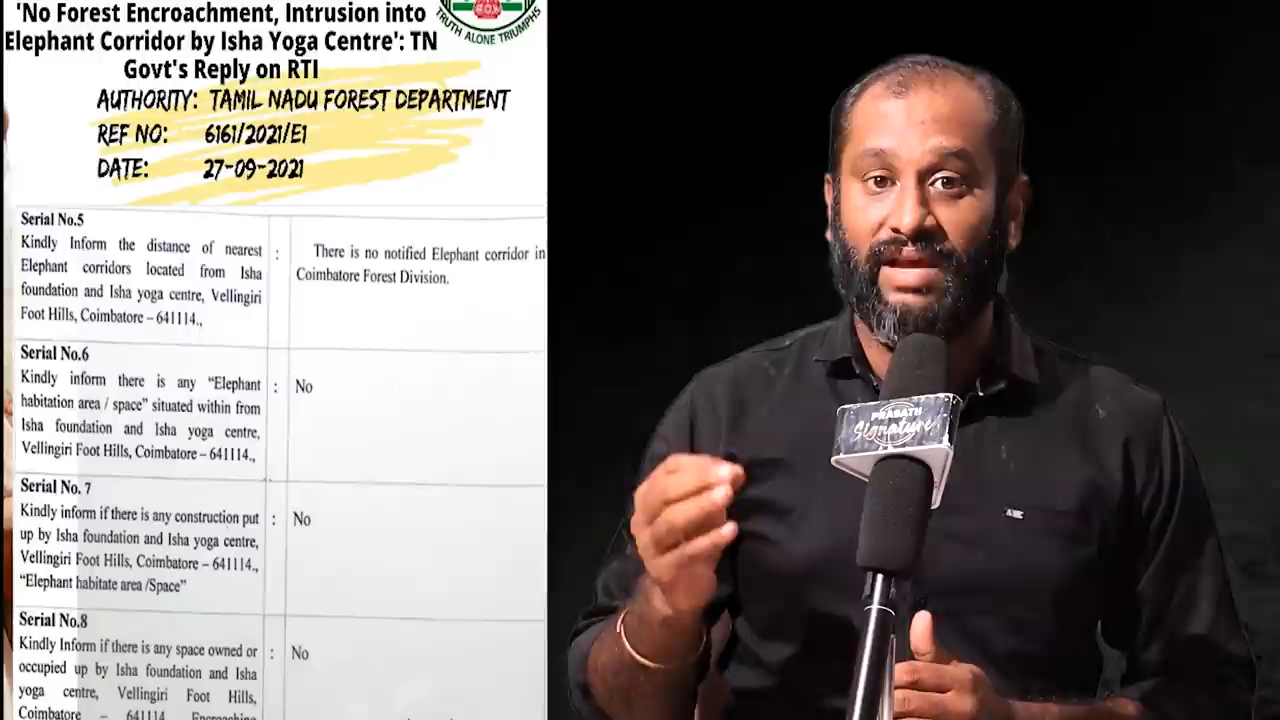 'No Forest Encroachment, Intrusion into
Elephant Corridor by Isha Yoga Centre': TN
Govt's Reply on RTI
TRUTH ALONE TRIUMPHS
AUTHORITY: TAMIL NADU FOREST DEPARTMENT
REF NO: 6161/2021/E1
DATE: 27-09-2021
Serial No.5
Kindly Inform the distance of nearest
Elephant corridors located from Isha
foundation and Isha yoga centre, Vellingiri
Foot Hills, Coimbatore – 641114.,
:
There is no notified Elephant corridor in
Coimbatore Forest Division.
Serial No.6
Kindly inform there is any “Elephant
habitation area / space” situated within from
Isha foundation and Isha yoga centre,
Vellingiri Foot Hills, Coimbatore – 641114.,
: No
Serial No. 7
Kindly inform if there is any construction put
up by Isha foundation and Isha yoga centre,
Vellingiri Foot Hills, Coimbatore – 641114.,
“Elephant habitate area /Space”
: No
Serial No.8
Kindly Inform if there is any space owned or
occupied up by Isha foundation and Isha
yoga centre, Vellingiri Foot Hills,
Coimbatore – 641114 Encroaching
: No
PRABATH
Signature